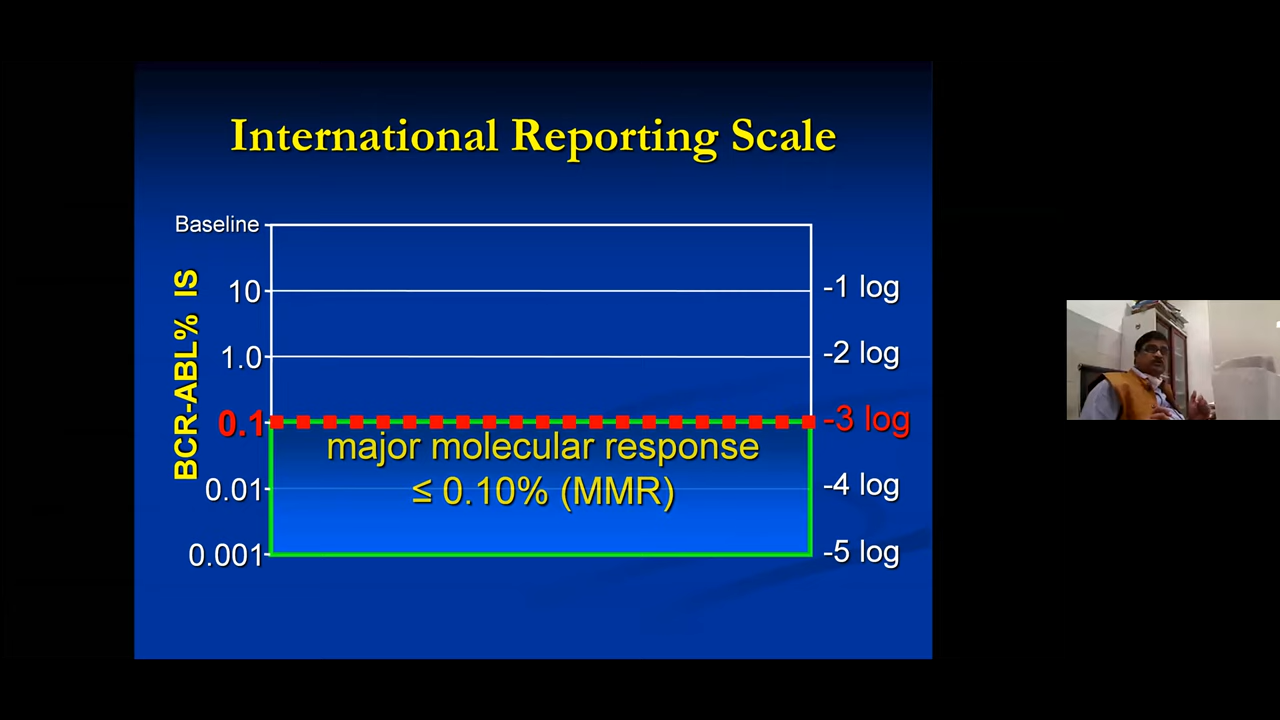 International Reporting Scale
Baseline
10
-1 log
1.0
-2 log
0.1
-3 log
0.01
-4 log
0.001
-5 log
BCR-ABL% IS
major molecular response
≤ 0.10% (MMR)